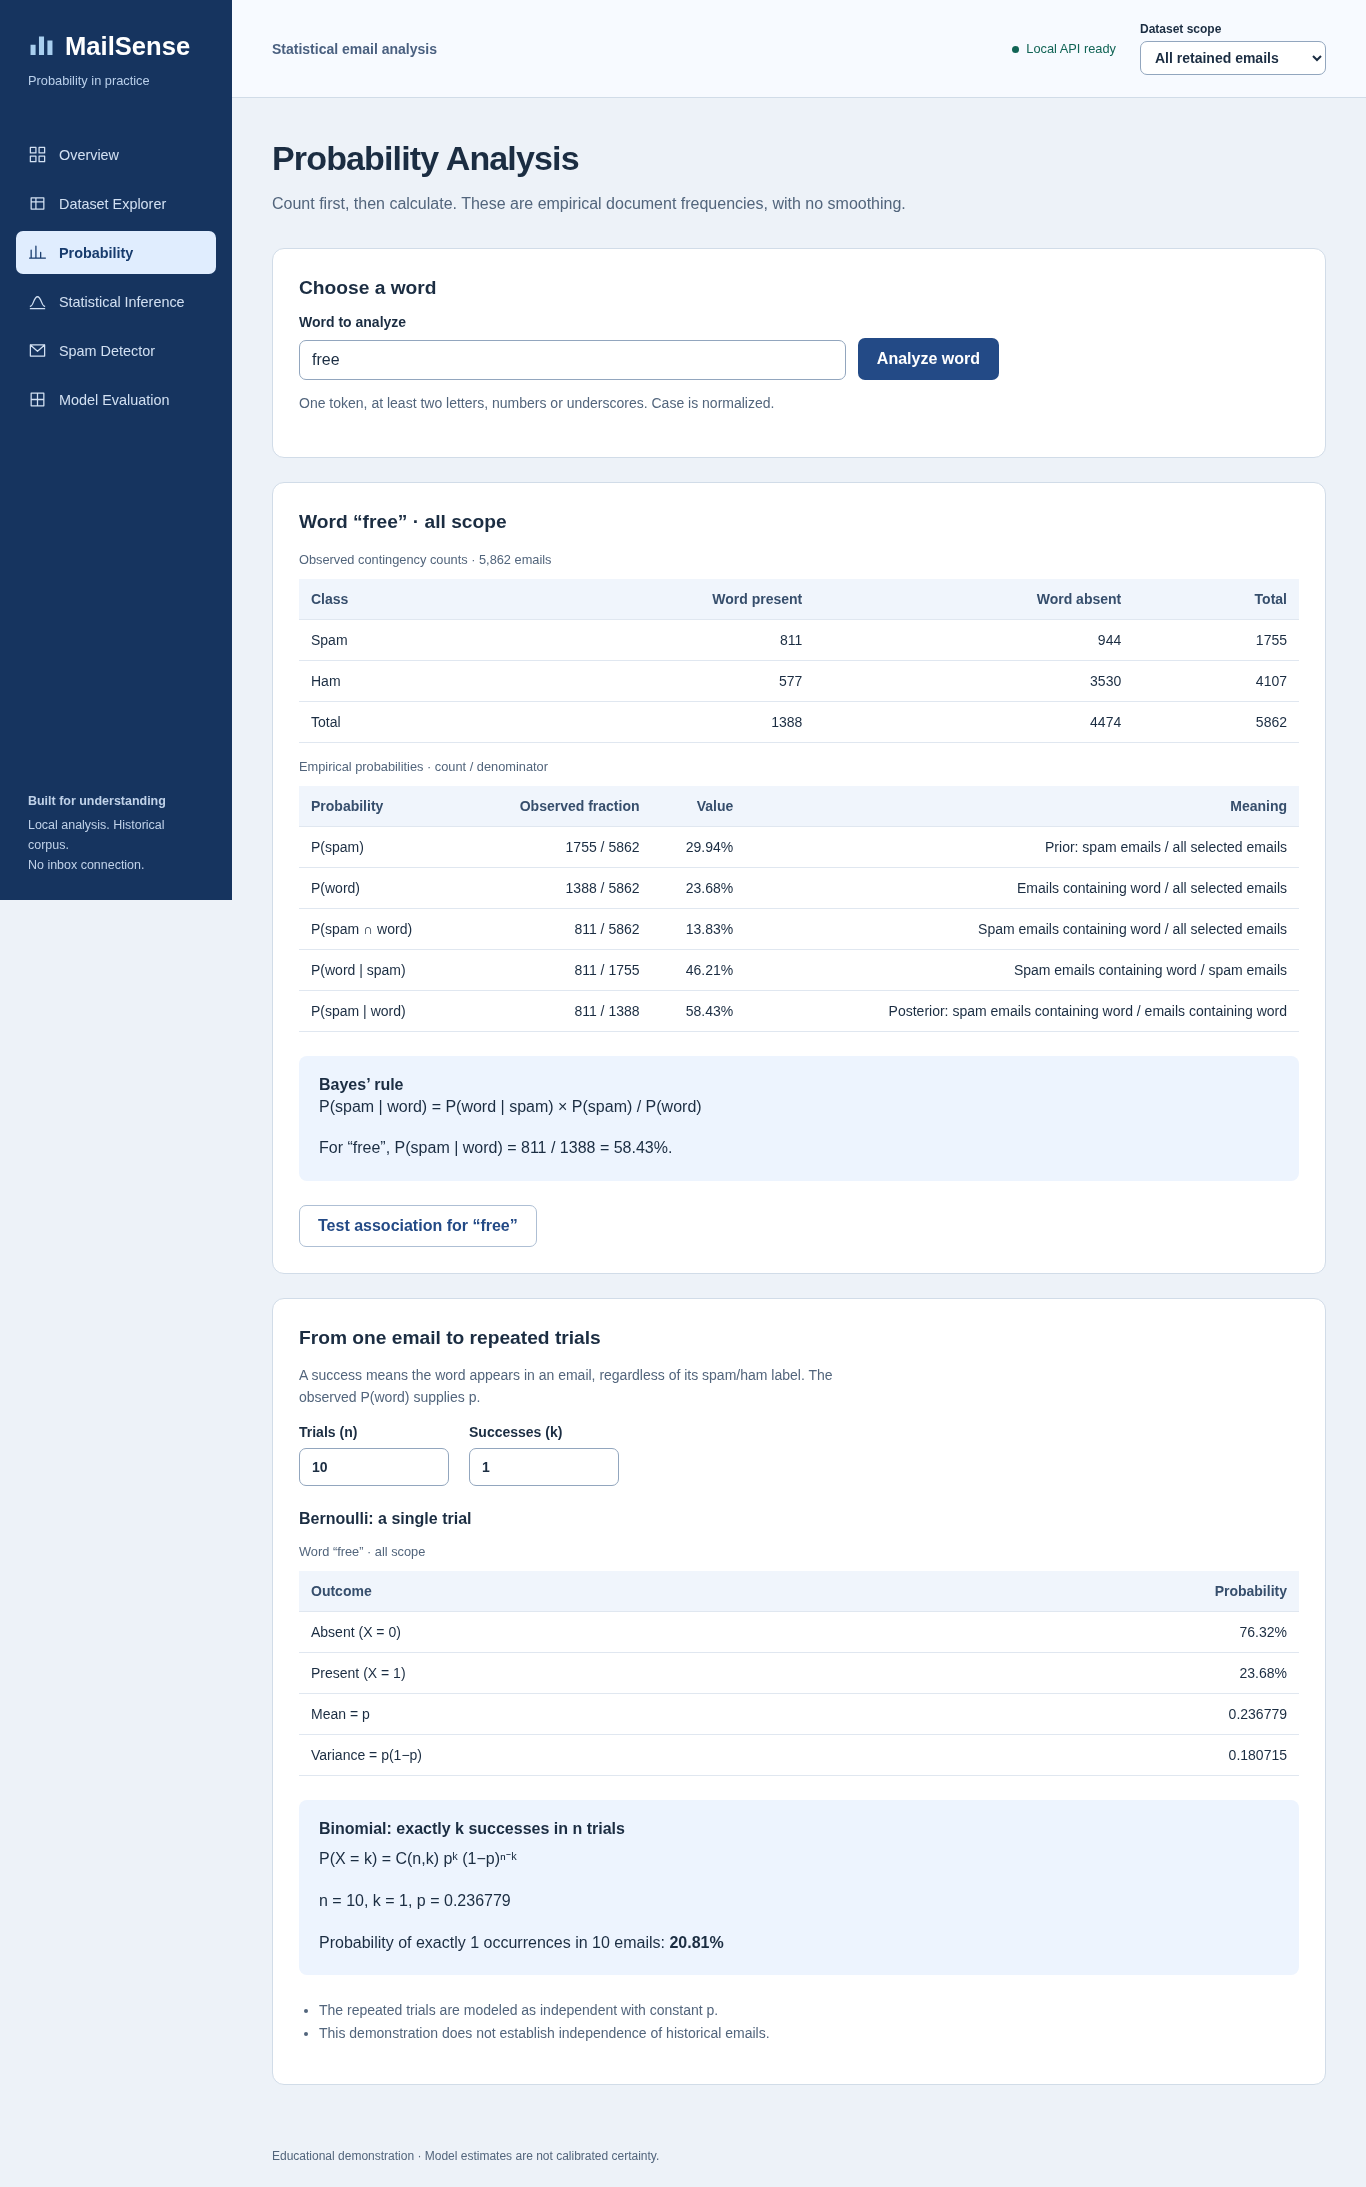 MailSense
Probability in practice
Overview
Dataset Explorer
Probability
Statistical Inference
Spam Detector
Model Evaluation
Built for understanding
Local analysis. Historical
corpus.
No inbox connection.
Statistical email analysis
Local API ready
Dataset scope
All retained emails
Probability Analysis
Count first, then calculate. These are empirical document frequencies, with no smoothing.
Choose a word
Word to analyze
free
Analyze word
One token, at least two letters, numbers or underscores. Case is normalized.
Word “free” · all scope
Observed contingency counts · 5,862 emails
Class Word present Word absent Total
Spam 811 944 1755
Ham 577 3530 4107
Total 1388 4474 5862
Empirical probabilities · count / denominator
Probability Observed fraction Value Meaning
P(spam) 1755 / 5862 29.94% Prior: spam emails / all selected emails
P(word) 1388 / 5862 23.68% Emails containing word / all selected emails
P(spam ∩ word) 811 / 5862 13.83% Spam emails containing word / all selected emails
P(word | spam) 811 / 1755 46.21% Spam emails containing word / spam emails
P(spam | word) 811 / 1388 58.43% Posterior: spam emails containing word / emails containing word
Bayes’ rule
P(spam | word) = P(word | spam) × P(spam) / P(word)
For “free”, P(spam | word) = 811 / 1388 = 58.43%.
Test association for “free”
From one email to repeated trials
A success means the word appears in an email, regardless of its spam/ham label. The
observed P(word) supplies p.
Trials (n) Successes (k)
10 1
Bernoulli: a single trial
Word “free” · all scope
Outcome Probability
Absent (X = 0) 76.32%
Present (X = 1) 23.68%
Mean = p 0.236779
Variance = p(1−p) 0.180715
Binomial: exactly k successes in n trials
P(X = k) = C(n,k) pᵏ (1−p)ⁿ⁻ᵏ
n = 10, k = 1, p = 0.236779
Probability of exactly 1 occurrences in 10 emails: 20.81%
• The repeated trials are modeled as independent with constant p.
• This demonstration does not establish independence of historical emails.
Educational demonstration · Model estimates are not calibrated certainty.